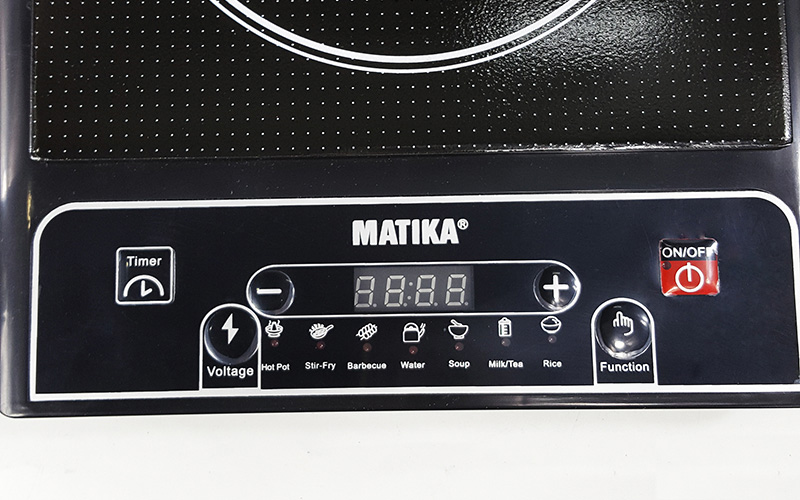 MATIKA®
Timer
ON/OFF
Voltage
Hot Pot
Stir-Fry
Barbecue
Water
Soup
Milk/Tea
Rice
Function